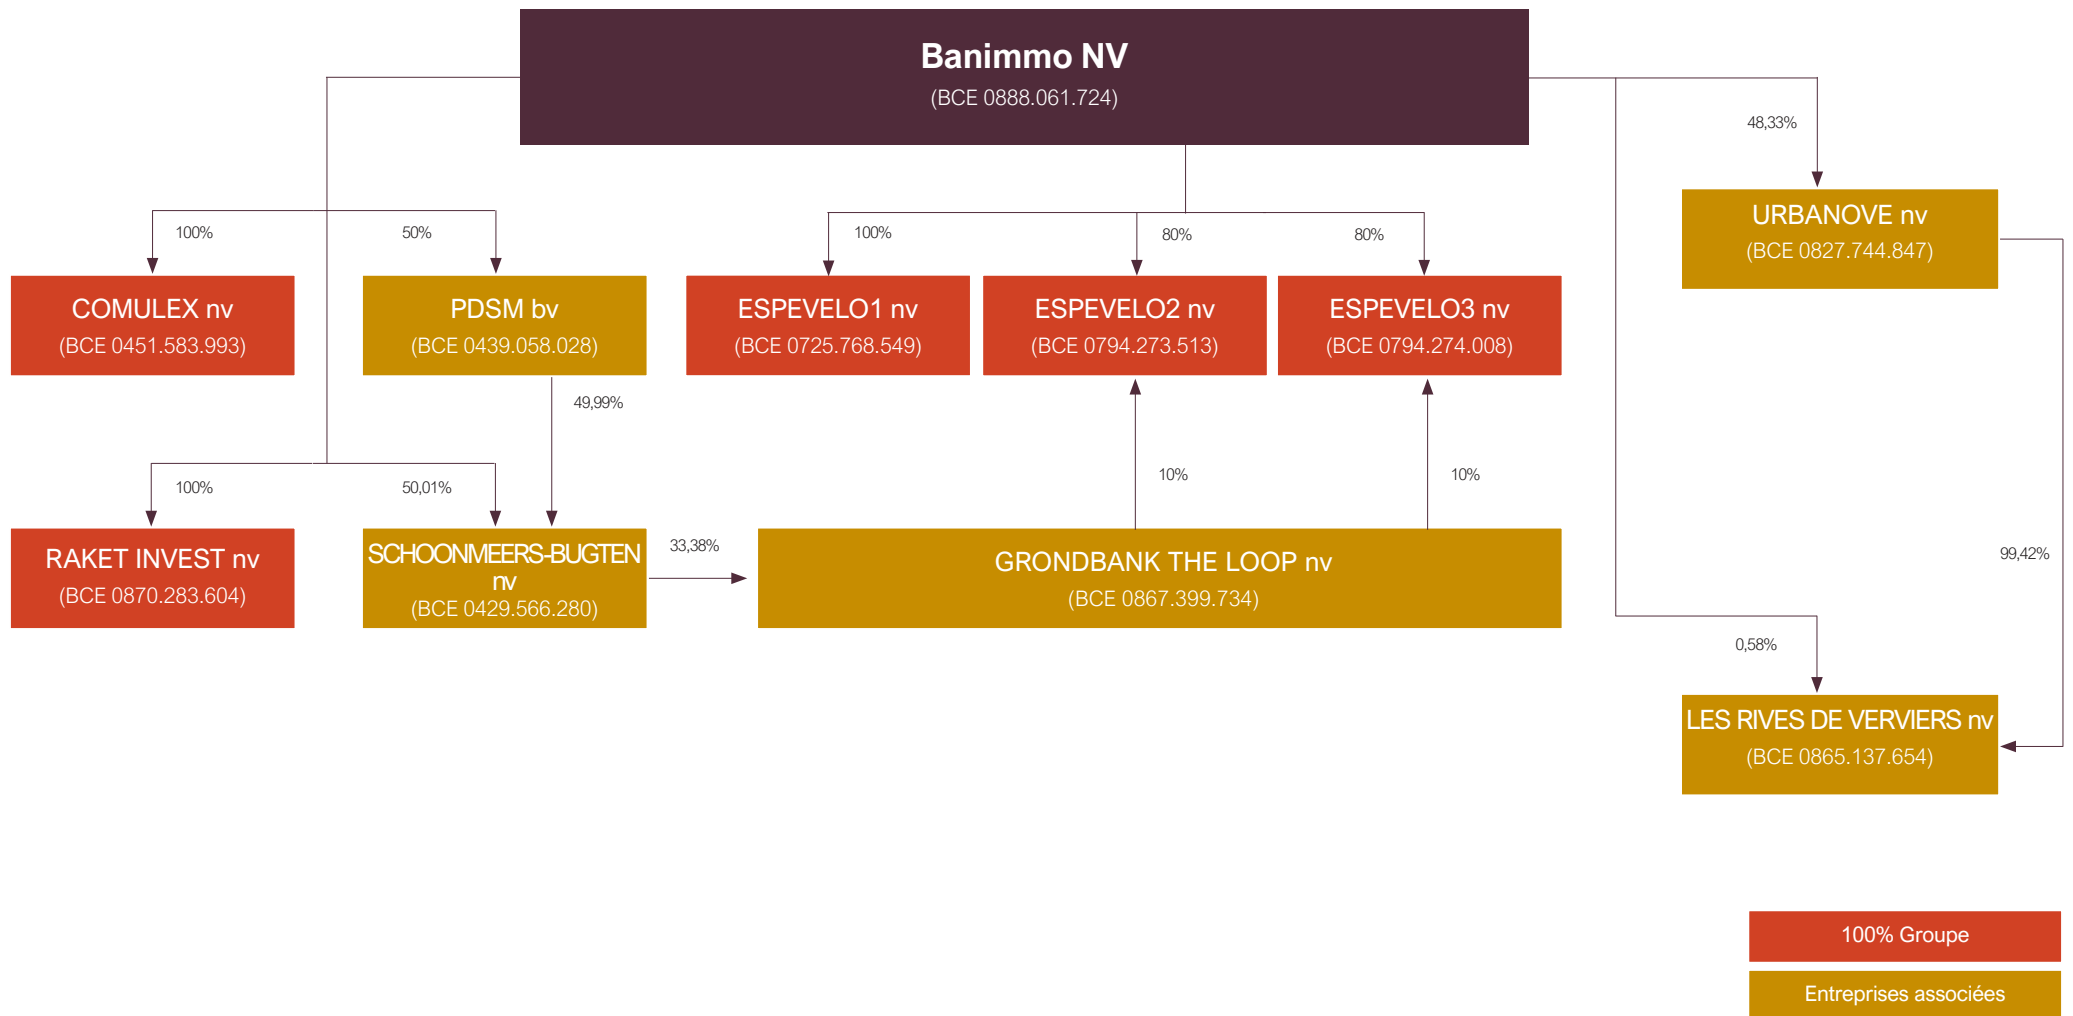 Banimmo NV
(BCE 0888.061.724)
48,33%
URBANOVE nv
(BCE 0827.744.847)
100%
50%
100%
80%
80%
COMULEX nv
(BCE 0451.583.993)
PDSM bv
(BCE 0439.058.028)
ESPEVELO1 nv
(BCE 0725.768.549)
ESPEVELO2 nv
(BCE 0794.273.513)
ESPEVELO3 nv
(BCE 0794.274.008)
49,99%
100%
50,01%
10%
10%
RAKET INVEST nv
(BCE 0870.283.604)
SCHOONMEERS-BUGTEN
nv
(BCE 0429.566.280)
33,38%
GRONDBANK THE LOOP nv
(BCE 0867.399.734)
99,42%
0,58%
LES RIVES DE VERVIERS nv
(BCE 0865.137.654)
100% Groupe
Entreprises associées